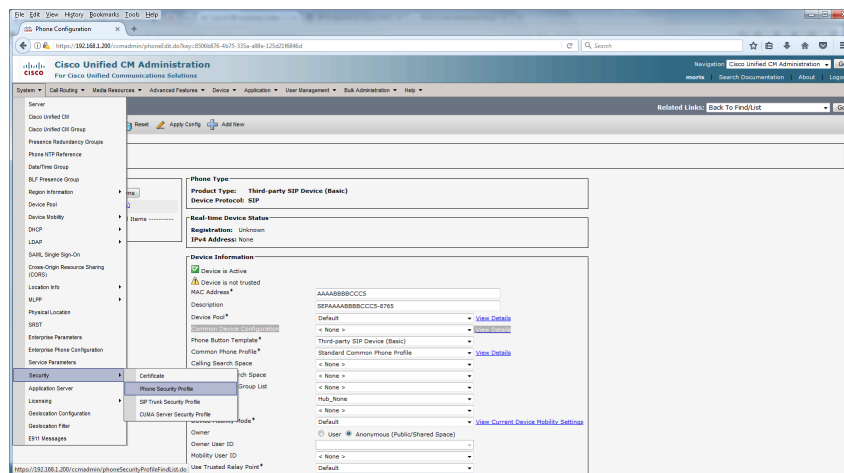 File Edit View History Bookmarks Tools Help
Phone Configuration
https://192.168.1.200/ccmadmin/phoneEdit.do?key=8506b876-4b75-335a-a98e-125d216f846d
Search
Cisco Unified CM Administration
For Cisco Unified Communications Solutions
CISCO
Navigation Cisco Unified CM Administration
moris Search Documentation About
System Call Routing Media Resources Advanced Features Device Application User Management Bulk Administration Help
Related Links: Back To Find/List
Reset Apply Config Add New
Server
Cisco Unified CM
Cisco Unified CM Group
Presence Redundancy Groups
Phone NTP Reference
Date/Time Group
BLF Presence Group
Region Information
Device Pool
Device Mobility
DHCP
LDAP
SAML Single Sign-On
Cross-Origin Resource Sharing (CORS)
Location Info
MLPP
Physical Location
SRST
Enterprise Parameters
Enterprise Phone Configuration
Service Parameters
Security
Application Server
Licensing
Geolocation Configuration
Geolocation Filter
E911 Messages
Certificate
Phone Security Profile
SIP Trunk Security Profile
CUMA Server Security Profile
Items ----------
Phone Type
Product Type: Third-party SIP Device (Basic)
Device Protocol: SIP
Real-time Device Status
Registration: Unknown
IPv4 Address: None
Device Information
Device is Active
Device is not trusted
MAC Address* AAAABBBBCCC5
Description SEPAAAABBBBCCC5-8765
Device Pool* Default View Details
Common Device Configuration < None > View Details
Phone Button Template* Third-party SIP Device (Basic)
Common Phone Profile* Standard Common Phone Profile View Details
Calling Search Space < None >
rch Space < None >
Group List < None >
Hub_None
< None >
Mode* Default View Current Device Mobility Settings
Owner User Anonymous (Public/Shared Space)
Owner User ID
Mobility User ID < None >
Use Trusted Relay Point* Default
https://192.168.1.200/ccmadmin/phoneSecurityProfileFindList.do